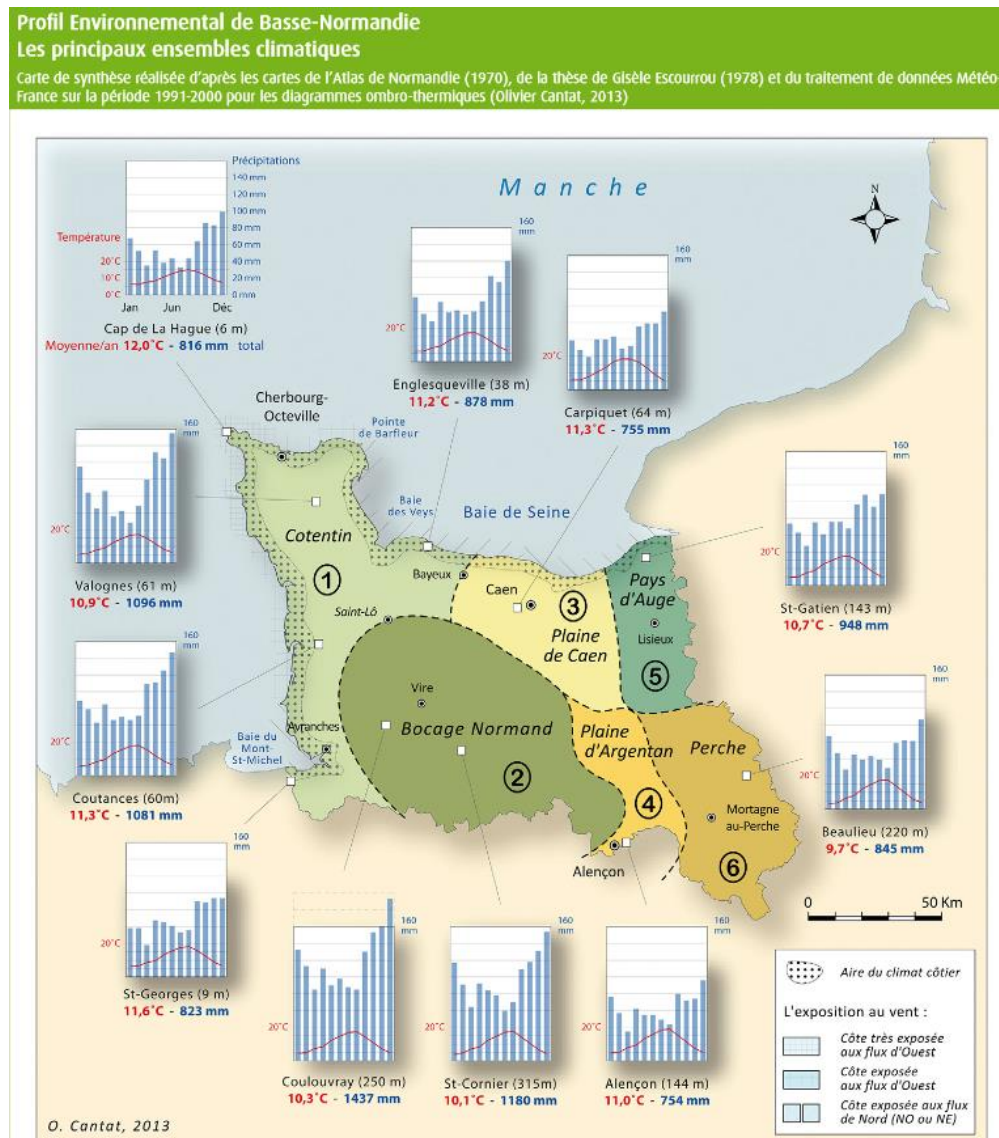 Profil Environnemental de Basse-Normandie
Les principaux ensembles climatiques
Carte de synthèse réalisée d'après les cartes de l'Atlas de Normandie (1970), de la thèse de Gisèle Escourrou (1978) et du traitement de données Météo-
France sur la période 1991-2000 pour les diagrammes ombro-thermiques (Olivier Cantat, 2013)
Précipitations
140 mm
120 mm
100 mm
80 mm
60 mm
40 mm
20 mm
0 mm
Température
20°C
10°C
0°C
Jan Jun Déc
Cap de La Hague (6 m)
Moyenne/an 12,0°C - 816 mm total
Manche
N
160
mm
20°C
Englesqueville (38 m)
11,2°C - 878 mm
160
mm
20°C
Carpiquet (64 m)
11,3°C - 755 mm
Cherbourg-
Octeville
Pointe
de Barfleur
Baie
des Veys
Baie de Seine
160
mm
20°C
Valognes (61 m)
10,9°C - 1096 mm
160
mm
20°C
St-Gatien (143 m)
10,7°C - 948 mm
Cotentin
1
Bayeux
Saint-Lô
Caen
3
Plaine
de Caen
Pays
d'Auge
Lisieux
5
160
mm
20°C
Coutances (60m)
11,3°C - 1081 mm
Avranches
Baie du
Mont-
St-Michel
Vire
Bocage Normand
2
Plaine
d'Argentan
4
Alençon
Perche
Mortagne
au-Perche
6
160
mm
20°C
Beaulieu (220 m)
9,7°C - 845 mm
160
mm
20°C
St-Georges (9 m)
11,6°C - 823 mm
160
mm
20°C
Coulouvray (250 m)
10,3°C - 1437 mm
160
mm
20°C
St-Cornier (315m)
10,1°C - 1180 mm
160
mm
20°C
Alençon (144 m)
11,0°C - 754 mm
0 50 Km
Aire du climat côtier
L'exposition au vent :
Côte très exposée
aux flux d'Ouest
Côte exposée
aux flux d'Ouest
Côte exposée aux flux
de Nord (NO ou NE)
O. Cantat, 2013